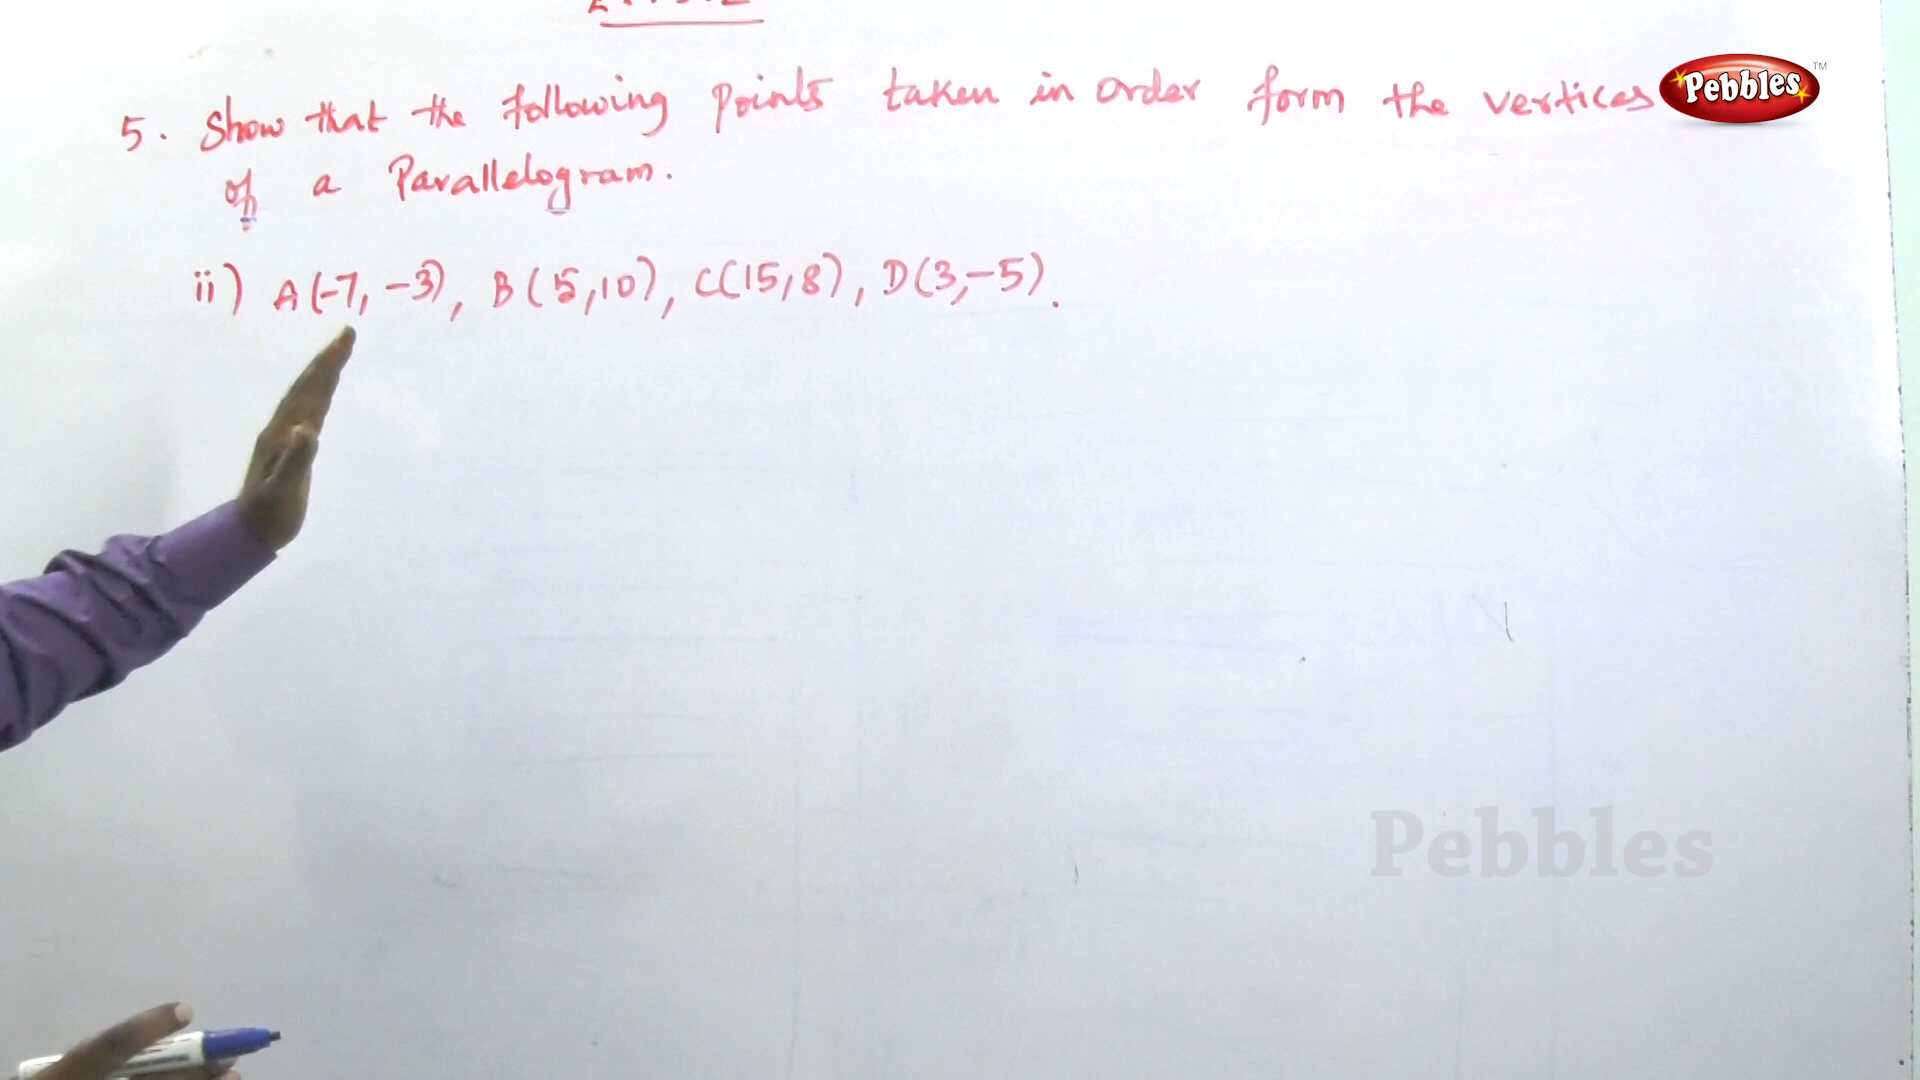 5. Show that the following points taken in order form the vertices
of a Parallelogram.
ii) A(-7, -3), B(5,10), C(15,8), D(3,-5).
Pebbles TM
Pebbles